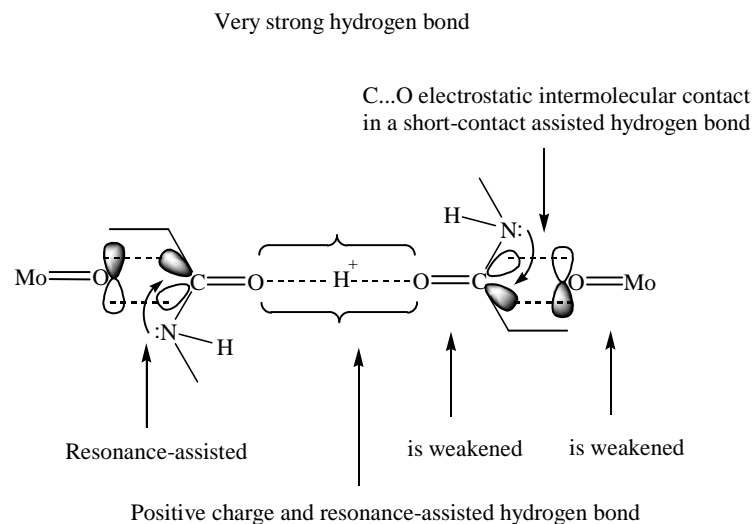 Very strong hydrogen bond
C...O electrostatic intermolecular contact
in a short-contact assisted hydrogen bond
H
N:
Mo=O C=O H+ O=C O=Mo
:N
H
Resonance-assisted
is weakened
is weakened
Positive charge and resonance-assisted hydrogen bond